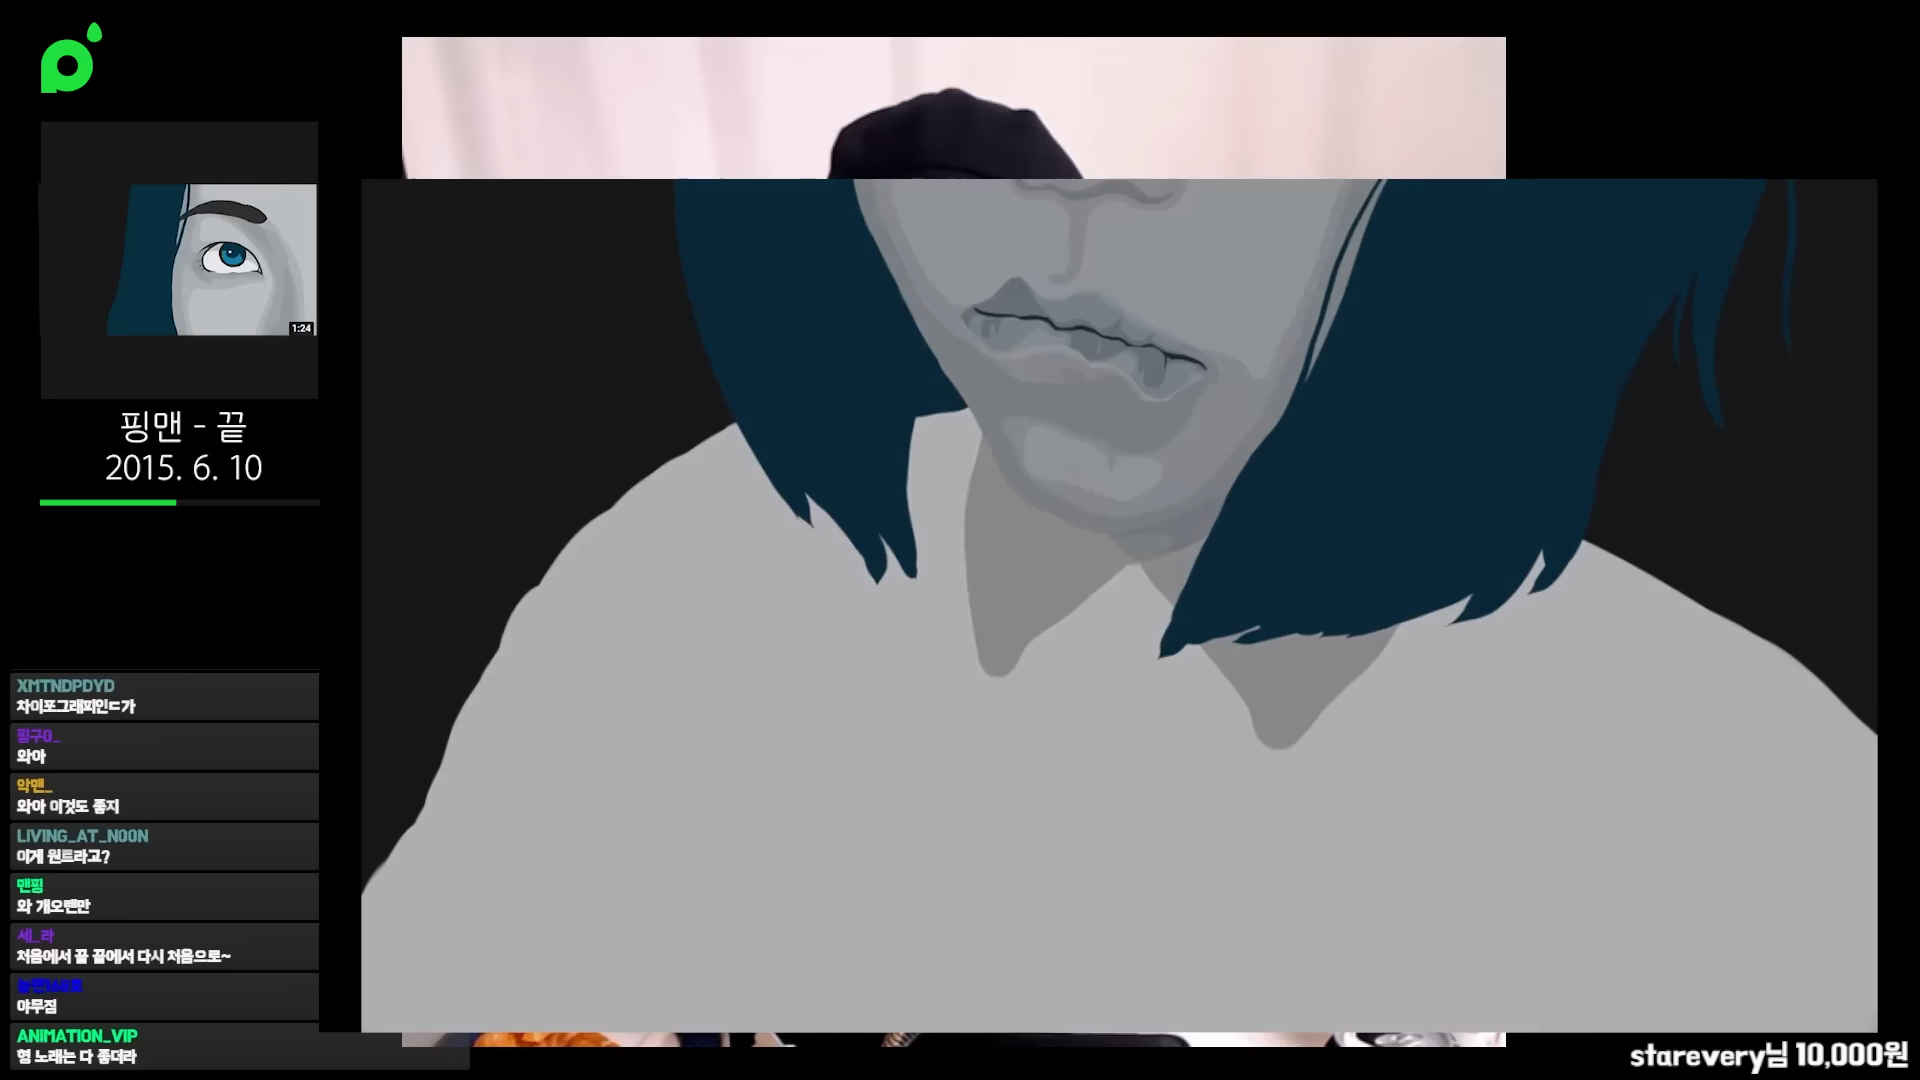 1:24
핑맨 - 끝
2015. 6. 10
XMTNDPDYD
차이포그래피인ㄷ가
핑구0_
와아
악맨_
와아 이것도 좋지
LIVING_AT_NOON
이게 원트라고?
맨핑
와 개오랜만
세_라
처음에서 끝 끝에서 다시 처음으로~
야무짐
ANIMATION_VIP
형 노래는 다 좋더라
starevery님 10,000원